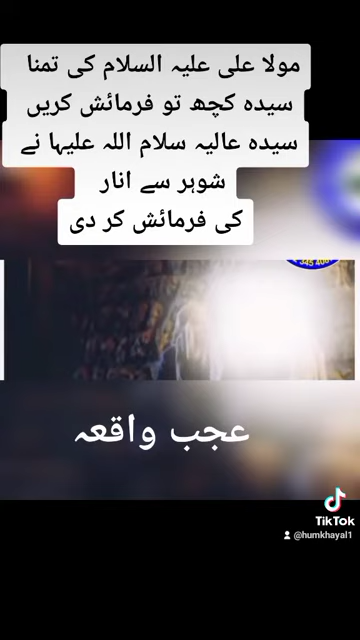 مولا علی علیہ السلام کی تمنا
سیدہ کچھ تو فرمائش کریں
سیدہ عالیہ سلام اللہ علیہا نے
شوہر سے انار
کی فرمائش کر دی
عجب واقعہ
TikTok
@humkhayal1